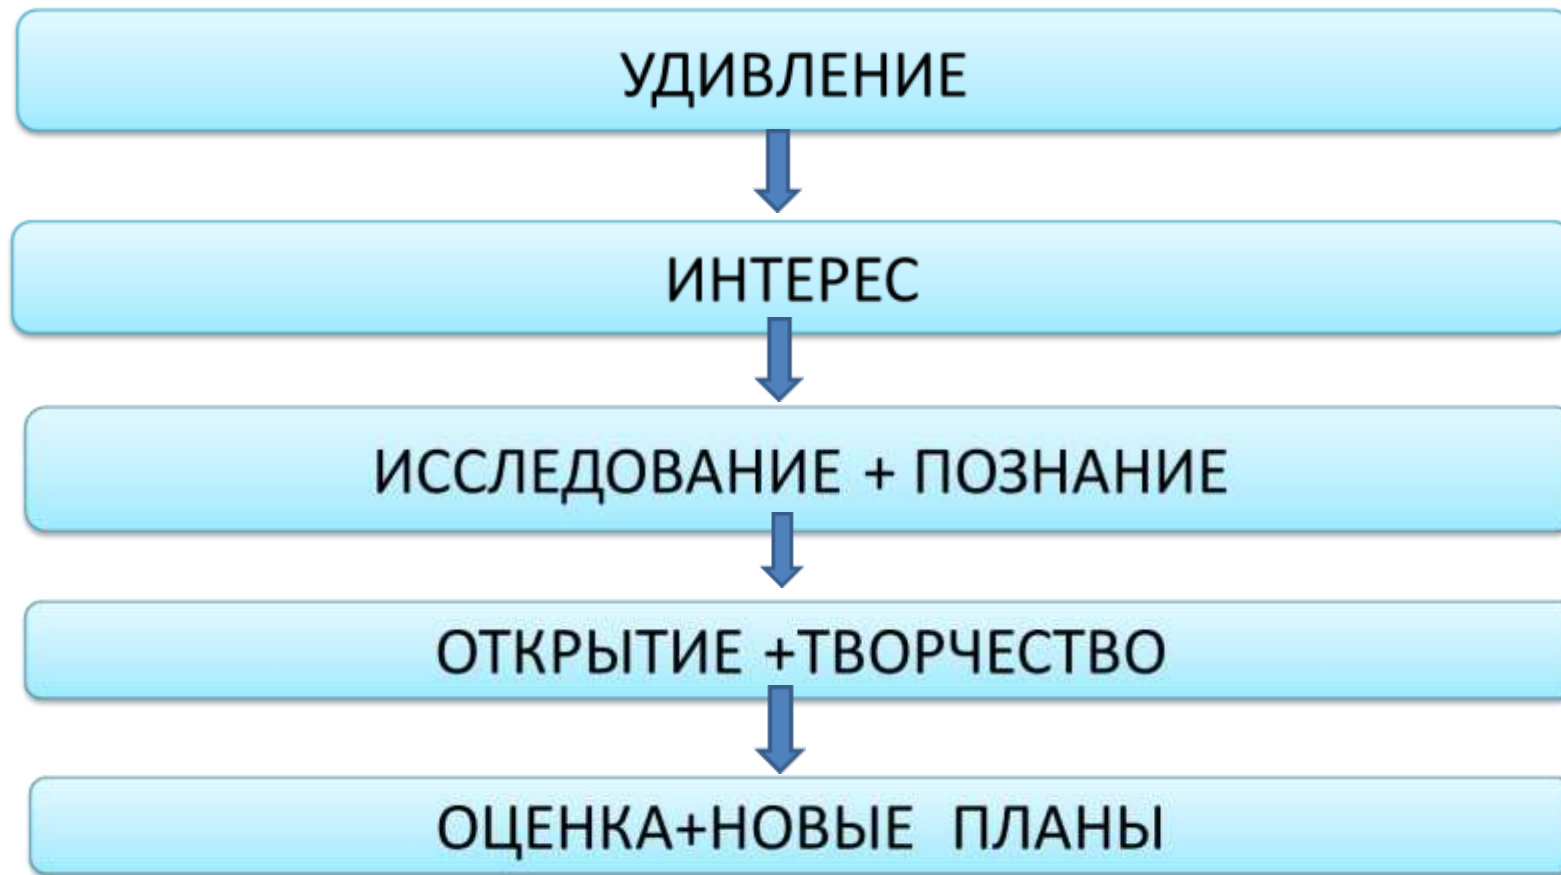 УДИВЛЕНИЕ
ИНТЕРЕС
ИССЛЕДОВАНИЕ + ПОЗНАНИЕ
ОТКРЫТИЕ +ТВОРЧЕСТВО
ОЦЕНКА+НОВЫЕ  ПЛАНЫ